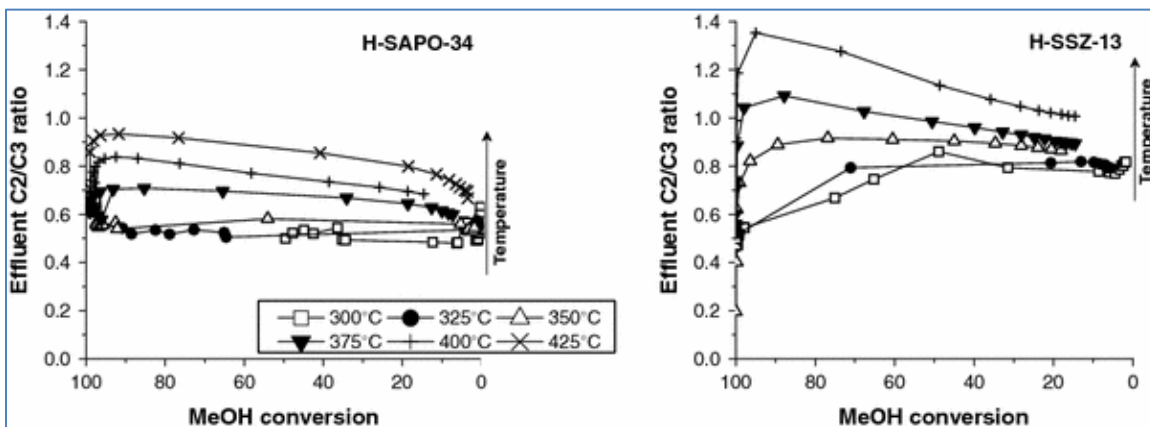 H-SAPO-34
Effluent C2/C3 ratio
1.4
1.2
1.0
0.8
0.6
0.4
0.2
0.0
Temperature
300°C 325°C 350°C
375°C 400°C 425°C
100 80 60 40 20 0
MeOH conversion
H-SSZ-13
Effluent C2/C3 ratio
1.4
1.2
1.0
0.8
0.6
0.4
0.2
0.0
Temperature
100 80 60 40 20 0
MeOH conversion